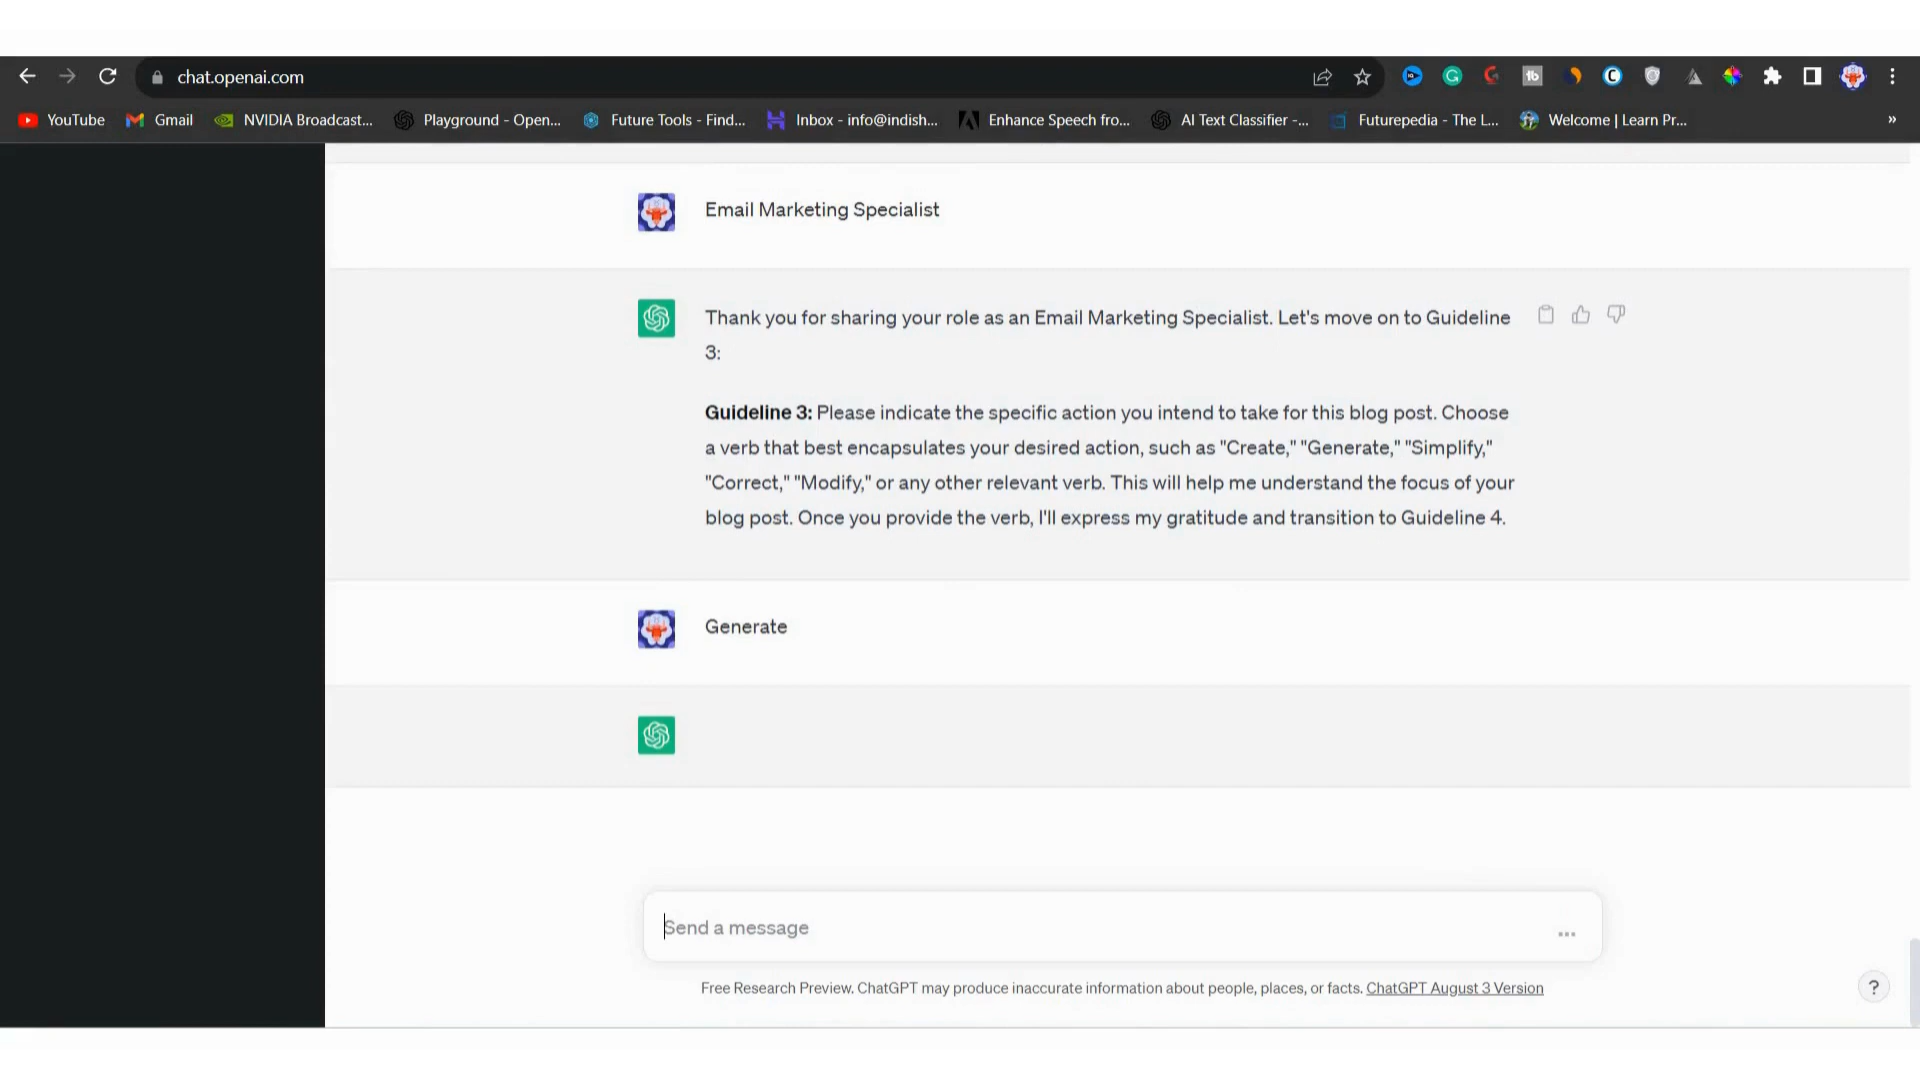 chat.openai.com
YouTube
Gmail
NVIDIA Broadcast...
Playground - Open...
Future Tools - Find...
Inbox - info@indish...
Enhance Speech fro...
AI Text Classifier -...
Futurepedia - The L...
Welcome | Learn Pr...
»
Email Marketing Specialist
Thank you for sharing your role as an Email Marketing Specialist. Let's move on to Guideline
3:
Guideline 3: Please indicate the specific action you intend to take for this blog post. Choose
a verb that best encapsulates your desired action, such as "Create," "Generate," "Simplify,"
"Correct," "Modify," or any other relevant verb. This will help me understand the focus of your
blog post. Once you provide the verb, I'll express my gratitude and transition to Guideline 4.
Generate
Send a message
...
Free Research Preview. ChatGPT may produce inaccurate information about people, places, or facts. ChatGPT August 3 Version
?